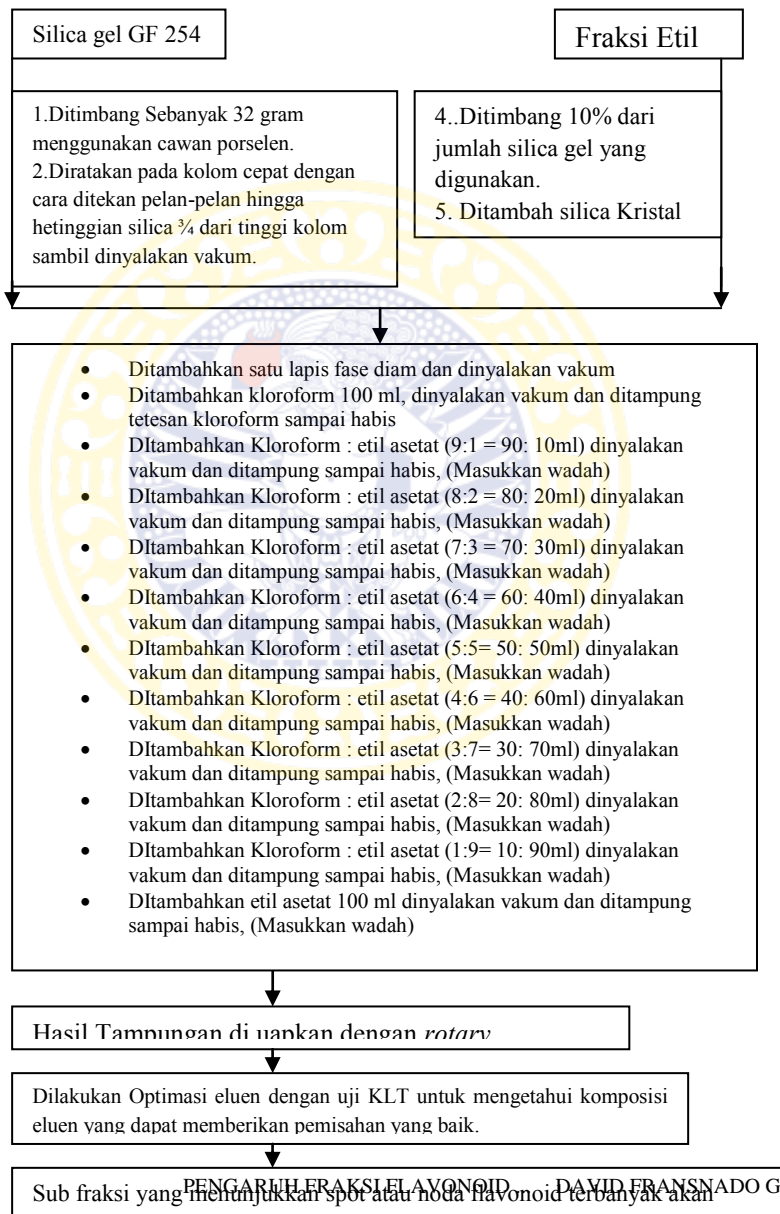 Silica gel GF 254
Fraksi Etil
1.Ditimbang Sebanyak 32 gram
menggunakan cawan porselen.
2.Diratakan pada kolom cepat dengan
cara ditekan pelan-pelan hingga
hetinggian silica ¾ dari tinggi kolom
sambil dinyalakan vakum.
4..Ditimbang 10% dari
jumlah silica gel yang
digunakan.
5. Ditambah silica Kristal
• Ditambahkan satu lapis fase diam dan dinyalakan vakum
• Ditambahkan kloroform 100 ml, dinyalakan vakum dan ditampung
tetesan kloroform sampai habis
• DItambahkan Kloroform : etil asetat (9:1 = 90: 10ml) dinyalakan
vakum dan ditampung sampai habis, (Masukkan wadah)
• DItambahkan Kloroform : etil asetat (8:2 = 80: 20ml) dinyalakan
vakum dan ditampung sampai habis, (Masukkan wadah)
• DItambahkan Kloroform : etil asetat (7:3 = 70: 30ml) dinyalakan
vakum dan ditampung sampai habis, (Masukkan wadah)
• DItambahkan Kloroform : etil asetat (6:4 = 60: 40ml) dinyalakan
vakum dan ditampung sampai habis, (Masukkan wadah)
• DItambahkan Kloroform : etil asetat (5:5= 50: 50ml) dinyalakan
vakum dan ditampung sampai habis, (Masukkan wadah)
• DItambahkan Kloroform : etil asetat (4:6 = 40: 60ml) dinyalakan
vakum dan ditampung sampai habis, (Masukkan wadah)
• DItambahkan Kloroform : etil asetat (3:7= 30: 70ml) dinyalakan
vakum dan ditampung sampai habis, (Masukkan wadah)
• DItambahkan Kloroform : etil asetat (2:8= 20: 80ml) dinyalakan
vakum dan ditampung sampai habis, (Masukkan wadah)
• DItambahkan Kloroform : etil asetat (1:9= 10: 90ml) dinyalakan
vakum dan ditampung sampai habis, (Masukkan wadah)
• DItambahkan etil asetat 100 ml dinyalakan vakum dan ditampung
sampai habis, (Masukkan wadah)
Hasil Tampungan di uapkan dengan rotary
Dilakukan Optimasi eluen dengan uji KLT untuk mengetahui komposisi
eluen yang dapat memberikan pemisahan yang baik.
PENGARUH FRAKSI FLAVONOID ... DAVID FRANSNADO G
Sub fraksi yang menunjukkan spot atau noda flavonoid terbanyak akan